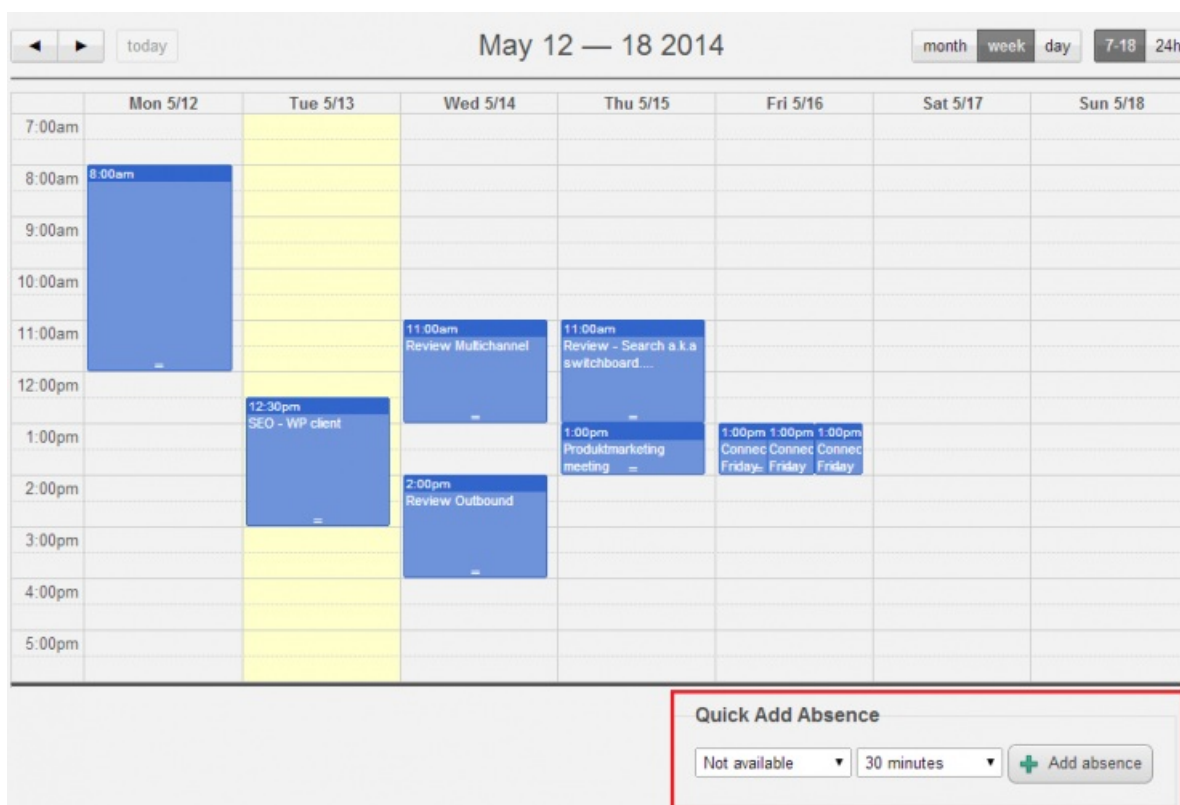 ◄ ► today May 12 — 18 2014 month week day 7-18 24h
Mon 5/12 Tue 5/13 Wed 5/14 Thu 5/15 Fri 5/16 Sat 5/17 Sun 5/18
7:00am
8:00am 8:00am
9:00am
10:00am
11:00am 11:00am 11:00am
Review Multichannel Review - Search a.k.a
switchboard....
12:00pm
12:30pm
SEO - WP client
1:00pm 1:00pm 1:00pm 1:00pm 1:00pm
Produktmarketing Connec Connec Connec
meeting Friday Friday Friday
2:00pm 2:00pm
Review Outbound
3:00pm
4:00pm
5:00pm
Quick Add Absence
Not available 30 minutes Add absence